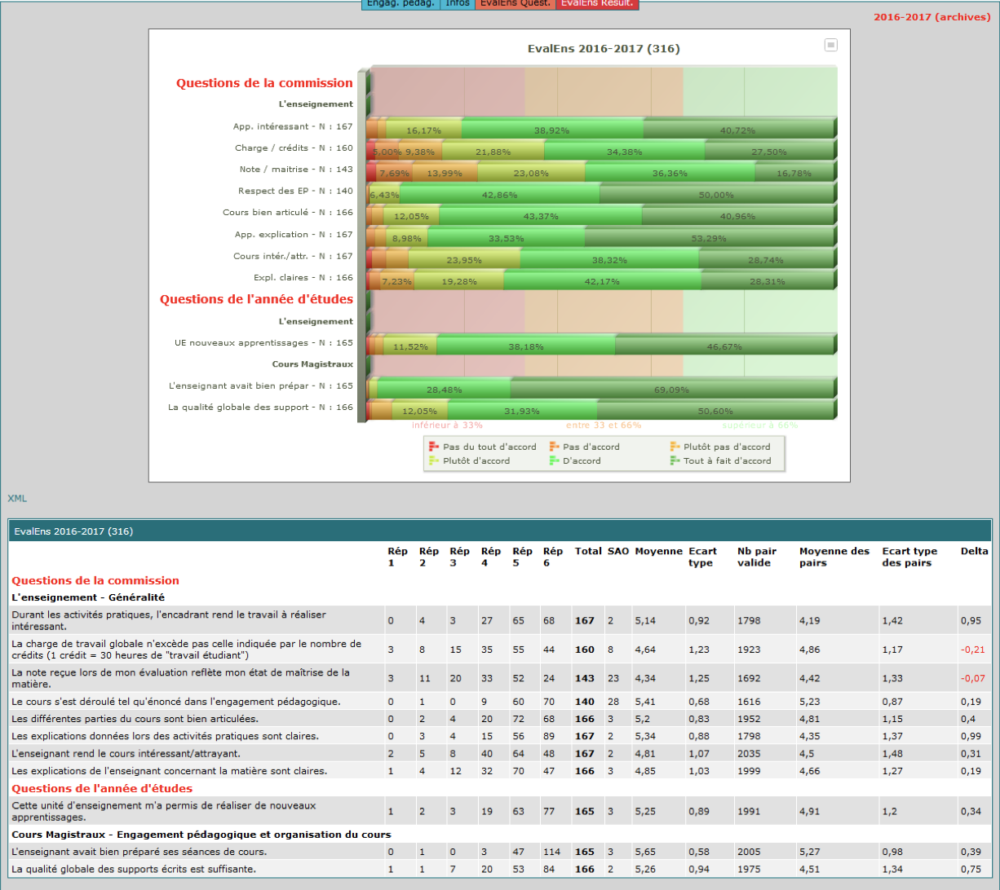 Engag. pédag. Infos EvalEns Quest. EvalEns Résult.
2016-2017 (archives)
EvalEns 2016-2017 (316)
Questions de la commission
L'enseignement
App. intéressant - N : 167 16,17% 38,92% 40,72%
Charge / crédits - N : 160 5,00% 9,38% 21,88% 34,38% 27,50%
Note / maitrise - N : 143 7,69% 13,99% 23,08% 36,36% 16,78%
Respect des EP - N : 140 6,43% 42,86% 50,00%
Cours bien articulé - N : 166 12,05% 43,37% 40,96%
App. explication - N : 167 8,98% 33,53% 53,29%
Cours intér./attr. - N : 167 23,95% 38,32% 28,74%
Expl. claires - N : 166 7,23% 19,28% 42,17% 28,31%
Questions de l'année d'études
L'enseignement
UE nouveaux apprentissages - N : 165 11,52% 38,18% 46,67%
Cours Magistraux
L'enseignant avait bien prépar - N : 165 28,48% 69,09%
La qualité globale des support - N : 166 12,05% 31,93% 50,60%
inférieur à 33% entre 33 et 66% supérieur à 66%
Pas du tout d'accord Pas d'accord Plutôt pas d'accord
Plutôt d'accord D'accord Tout à fait d'accord
XML
EvalEns 2016-2017 (316)
Rép 1 Rép 2 Rép 3 Rép 4 Rép 5 Rép 6 Total SAO Moyenne Ecart type Nb pair valide Moyenne des pairs Ecart type des pairs Delta
Questions de la commission
L'enseignement - Généralité
Durant les activités pratiques, l'encadrant rend le travail à réaliser
intéressant. 0 4 3 27 65 68 167 2 5,14 0,92 1798 4,19 1,42 0,95
La charge de travail globale n'excède pas celle indiquée par le nombre de
crédits (1 crédit = 30 heures de "travail étudiant") 3 8 15 35 55 44 160 8 4,64 1,23 1923 4,86 1,17 -0,21
La note reçue lors de mon évaluation reflète mon état de maîtrise de la
matière. 3 11 20 33 52 24 143 23 4,34 1,25 1692 4,42 1,33 -0,07
Le cours s'est déroulé tel qu'énoncé dans l'engagement pédagogique. 0 1 0 9 60 70 140 28 5,41 0,68 1616 5,23 0,87 0,19
Les différentes parties du cours sont bien articulées. 0 2 4 20 72 68 166 3 5,2 0,83 1952 4,81 1,15 0,4
Les explications données lors des activités pratiques sont claires. 0 3 4 15 56 89 167 2 5,34 0,88 1798 4,35 1,37 0,99
L'enseignant rend le cours intéressant/attrayant. 2 5 8 40 64 48 167 2 4,81 1,07 2035 4,5 1,48 0,31
Les explications de l'enseignant concernant la matière sont claires. 1 4 12 32 70 47 166 3 4,85 1,03 1999 4,66 1,27 0,19
Questions de l'année d'études
Cette unité d'enseignement m'a permis de réaliser de nouveaux
apprentissages. 1 2 3 19 63 77 165 3 5,25 0,89 1991 4,91 1,2 0,34
Cours Magistraux - Engagement pédagogique et organisation du cours
L'enseignant avait bien préparé ses séances de cours. 0 1 0 3 47 114 165 3 5,65 0,58 2005 5,27 0,98 0,39
La qualité globale des supports écrits est suffisante. 1 1 7 20 53 84 166 2 5,26 0,94 1975 4,51 1,34 0,75